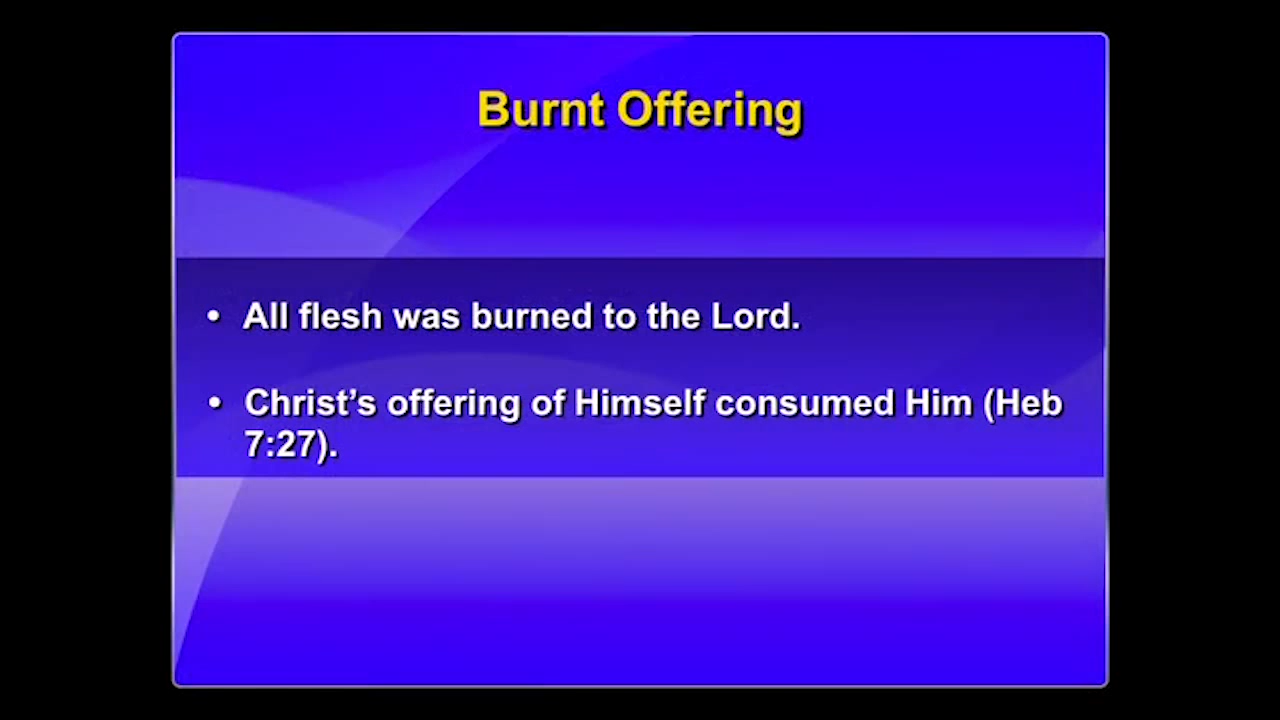 Burnt Offering
• All flesh was burned to the Lord.
• Christ’s offering of Himself consumed Him (Heb
7:27).